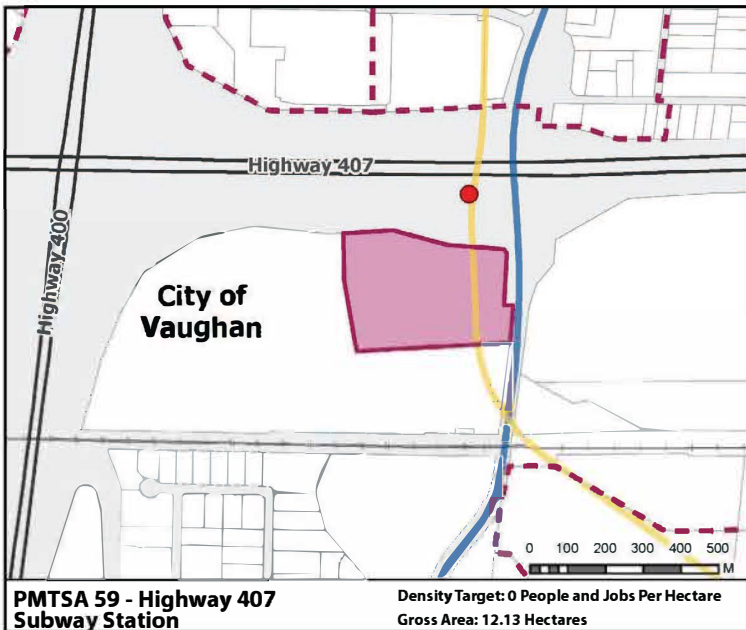 Highway 407
Highway 400
City of
Vaughan
0 100 200 300 400 500
M
PMTSA 59 - Highway 407
Subway Station
Density Target: 0 People and Jobs Per Hectare
Gross Area: 12.13 Hectares